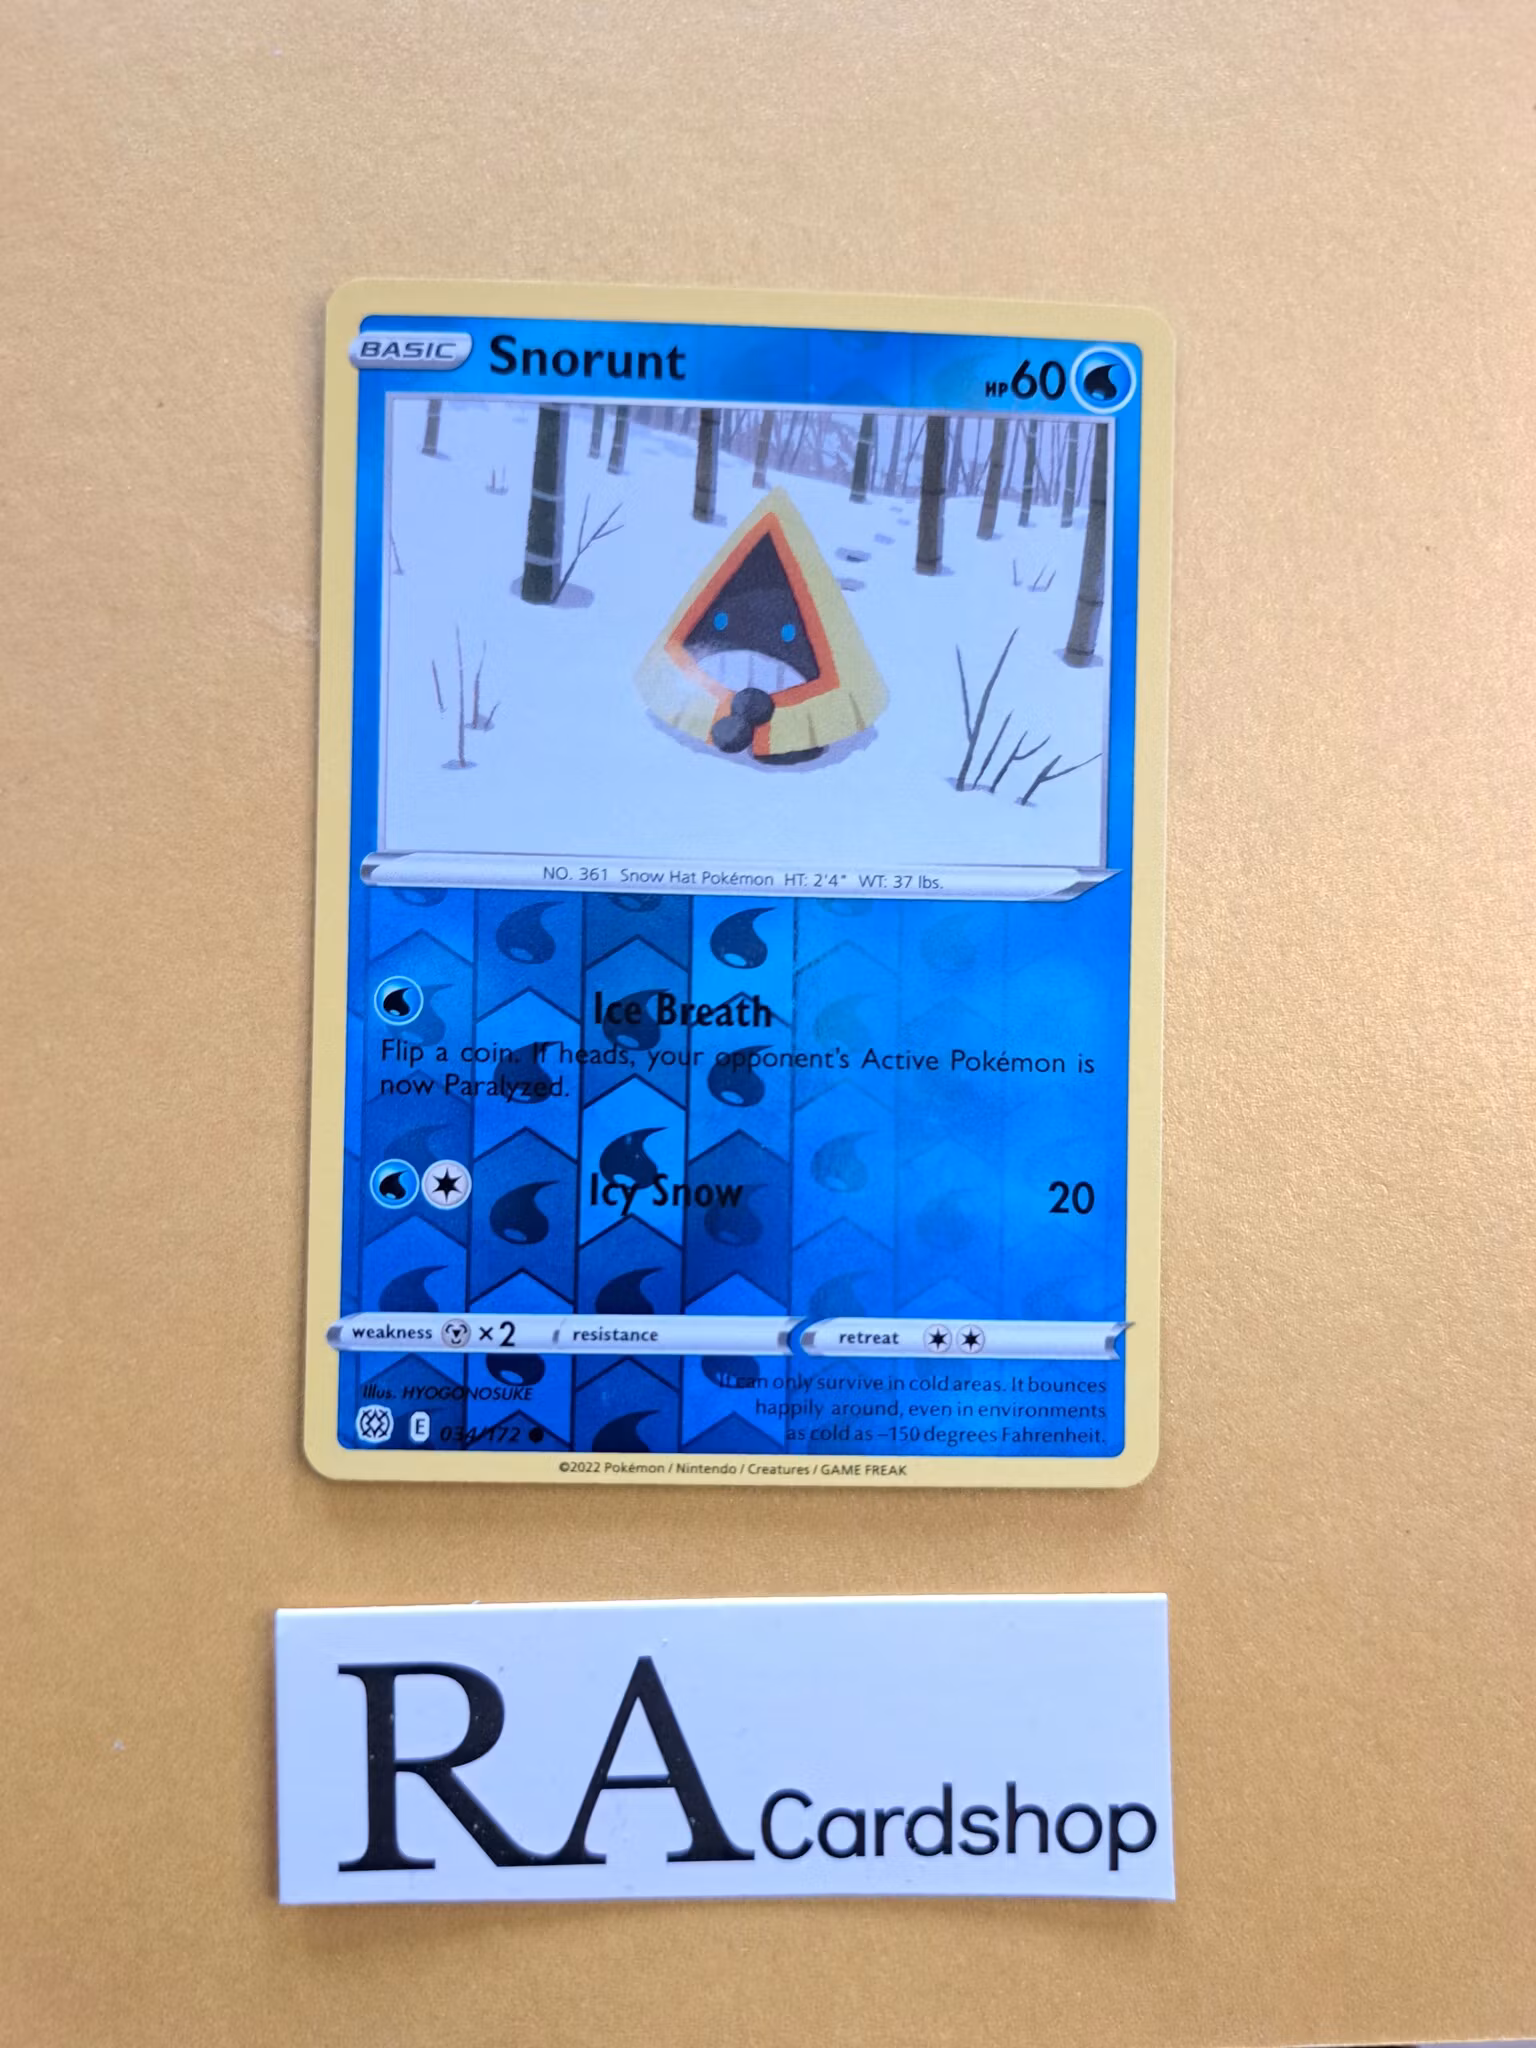 BASIC Snorunt HP 60
NO. 361 Snow Hat Pokémon HT: 2'4" WT: 37 lbs.
Ice Breath
Flip a coin. If heads, your opponent's Active Pokémon is
now Paralyzed.
Icy Snow 20
weakness ×2 resistance retreat
Illus. HYOGONOSUKE
It can only survive in cold areas. It bounces
happily around, even in environments
as cold as –150 degrees Fahrenheit.
E 034/172
©2022 Pokémon / Nintendo / Creatures / GAME FREAK
RA Cardshop